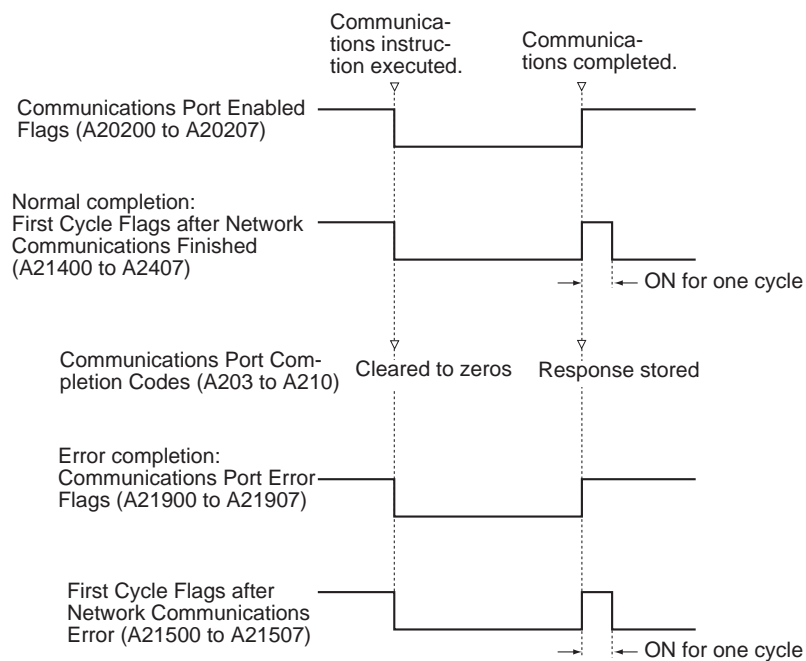 Communica-
tions instruc-
tion executed.
Communica-
tions completed.
Communications Port Enabled
Flags (A20200 to A20207)
Normal completion:
First Cycle Flags after Network
Communications Finished
(A21400 to A2407)
ON for one cycle
Communications Port Com-
pletion Codes (A203 to A210)
Cleared to zeros
Response stored
Error completion:
Communications Port Error
Flags (A21900 to A21907)
First Cycle Flags after
Network Communications
Error (A21500 to A21507)
ON for one cycle